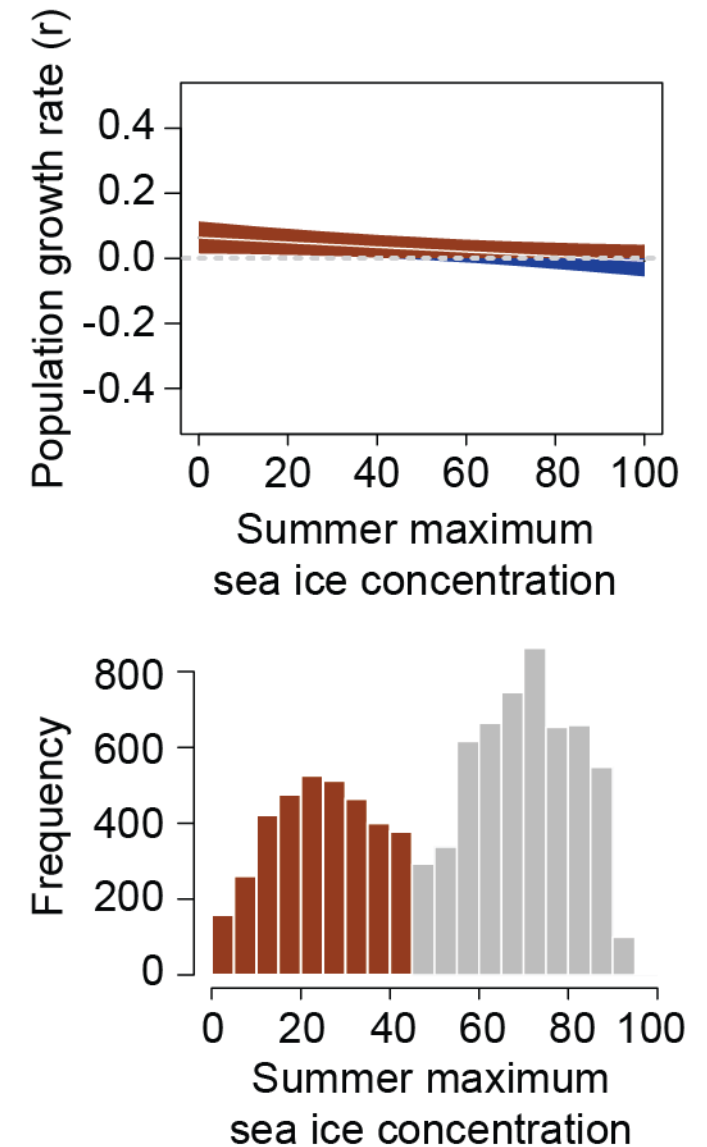 Population growth rate (r)
0.4
0.2
0.0
-0.2
-0.4
0 20 40 60 80 100
Summer maximum
sea ice concentration
Frequency
800
600
400
200
0
0 20 40 60 80 100
Summer maximum
sea ice concentration